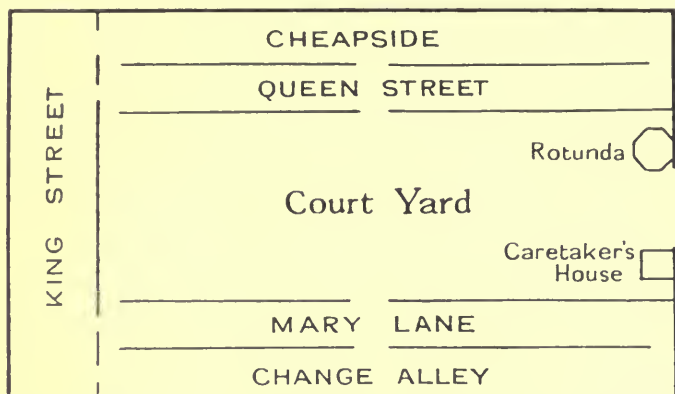 CHEAPSIDE
QUEEN STREET
KING STREET
Rotunda
Court Yard
Caretaker's
House
MARY LANE
CHANGE ALLEY